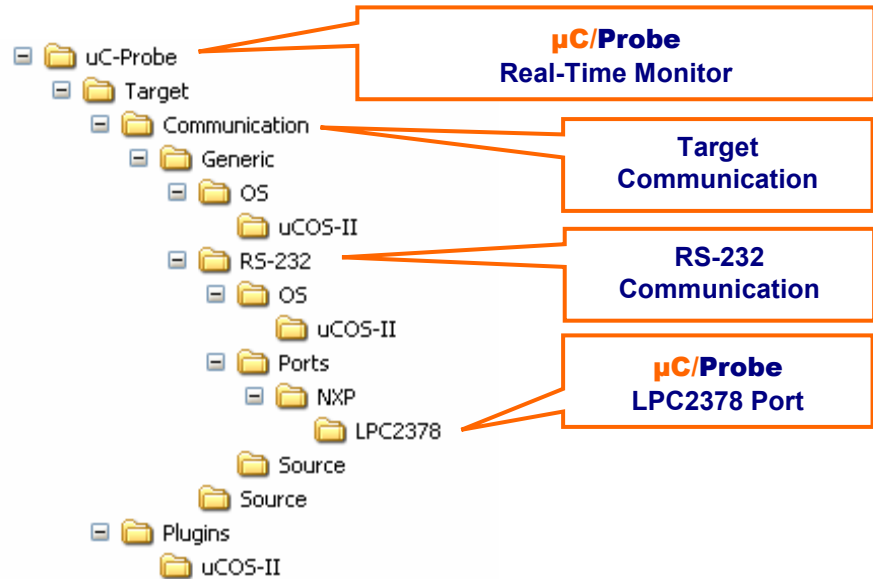 uC-Probe
Target
Communication
Generic
OS
uCOS-II
RS-232
OS
uCOS-II
Ports
NXP
LPC2378
Source
Source
Plugins
uCOS-II
µC/Probe
Real-Time Monitor
Target
Communication
RS-232
Communication
µC/Probe
LPC2378 Port